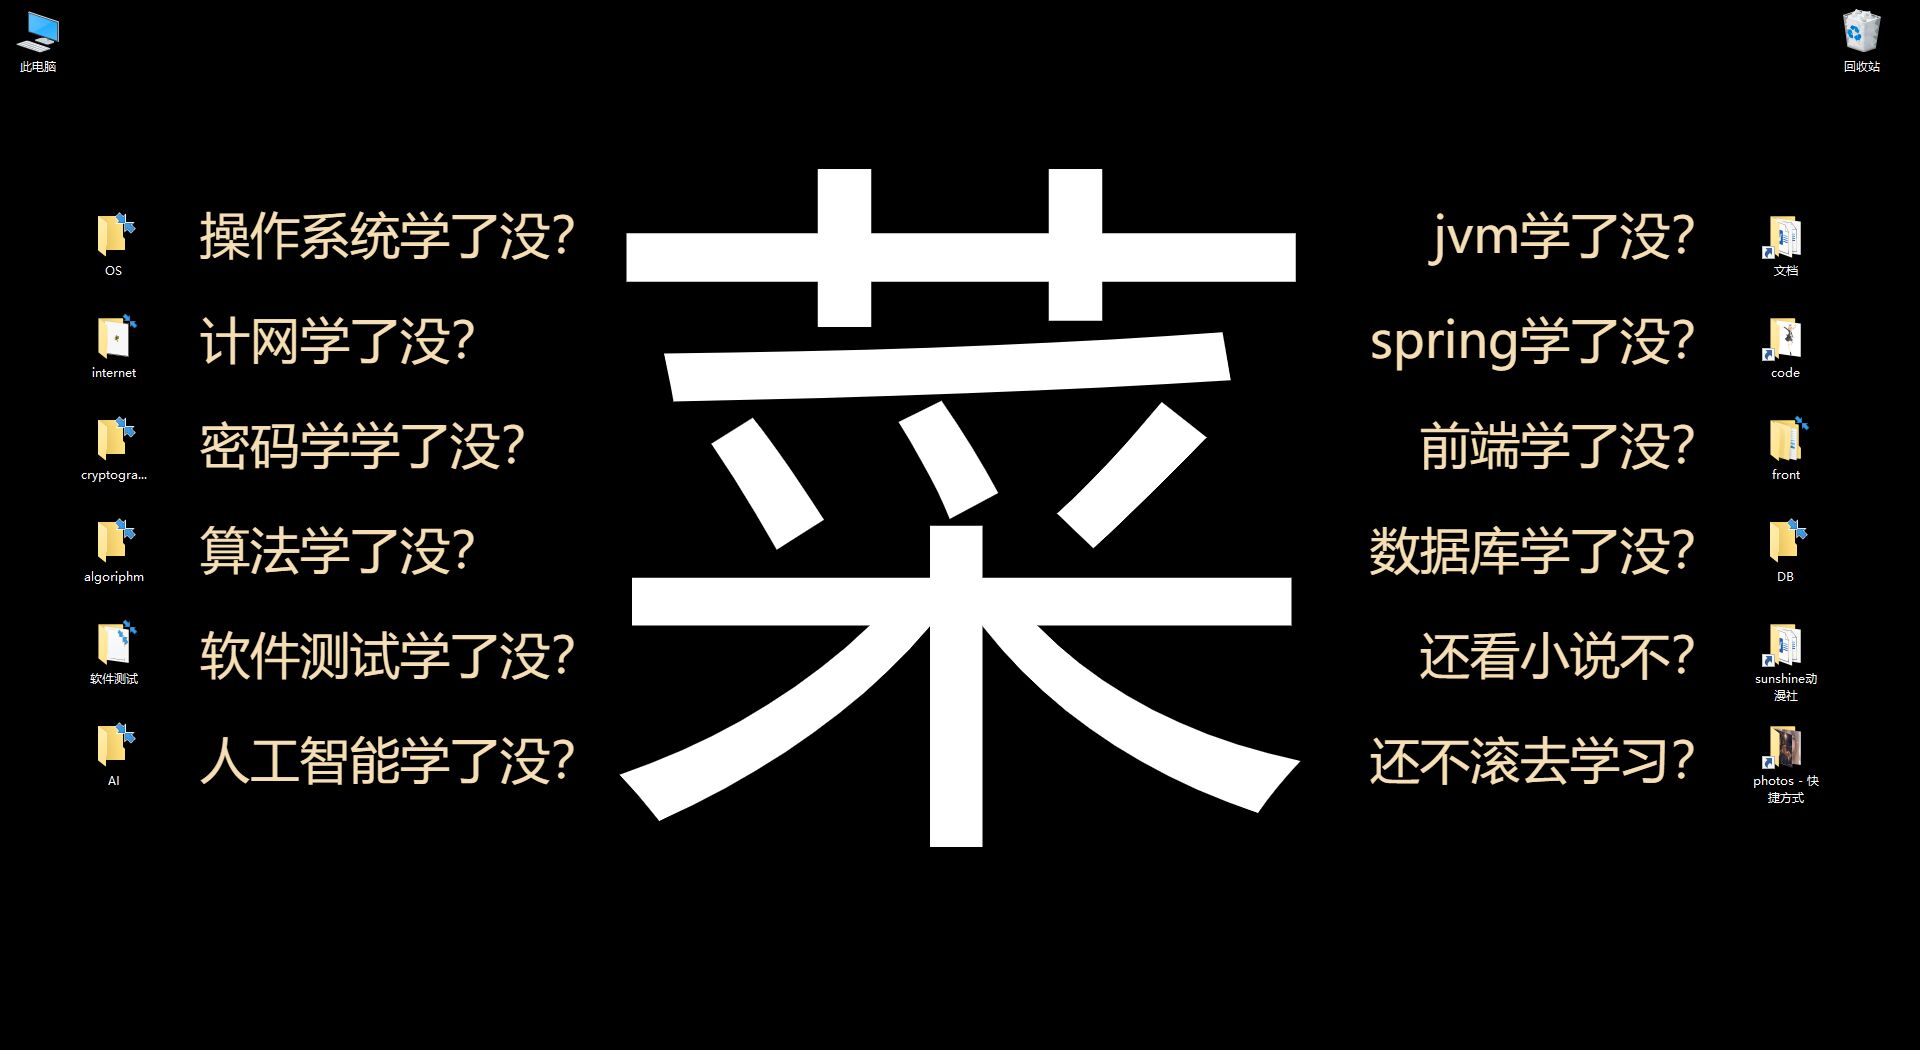 此电脑
回收站
菜
操作系统学了没?
OS
计网学了没?
internet
密码学学了没?
cryptogra...
算法学了没?
algoriphm
软件测试学了没?
软件测试
人工智能学了没?
AI
jvm学了没?
文档
spring学了没?
code
前端学了没?
front
数据库学了没?
DB
还看小说不?
sunshine动
漫社
还不滚去学习?
photos - 快
捷方式